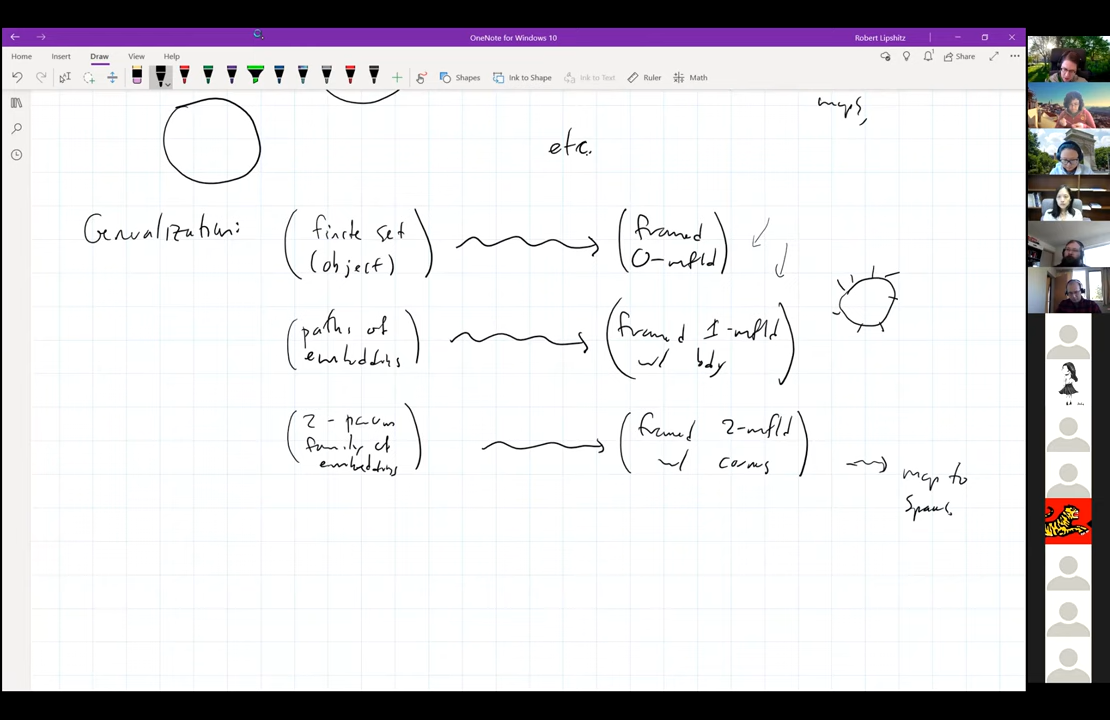 OneNote for Windows 10
Robert Lipshitz
Home Insert Draw View Help
Share
Shapes Ink to Shape Ink to Text Ruler Math
maps,
etc.
Generalization:
(finite set (object))
(framed 0-mfld)
(paths of embeddings)
(framed 1-mfld w/ bdy)
(2-param family of embeddings)
(framed 2-mfld w/ corners)
map to
Spaces